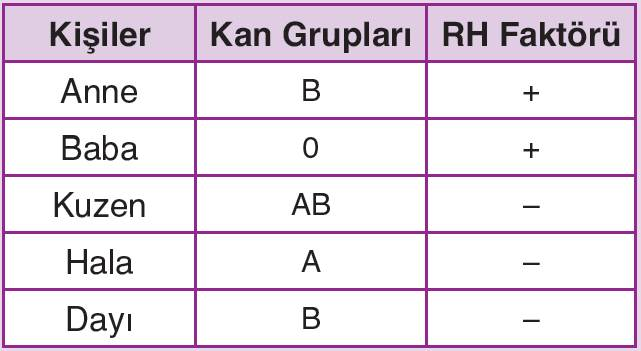 Kişiler Kan Grupları RH Faktörü
Anne B +
Baba 0 +
Kuzen AB –
Hala A –
Dayı B –